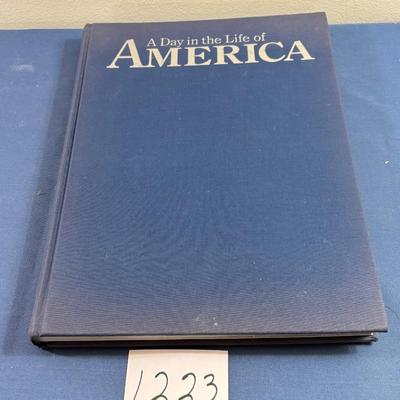 A Day in the Life of
AMERICA
1223